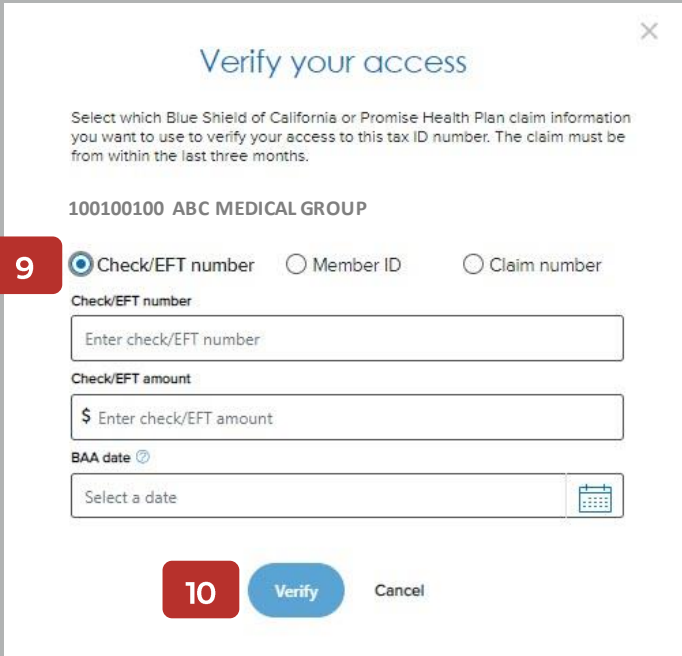 Verify your access
Select which Blue Shield of California or Promise Health Plan claim information
you want to use to verify your access to this tax ID number. The claim must be
from within the last three months.
100100100 ABC MEDICAL GROUP
9 Check/EFT number Member ID Claim number
Check/EFT number
Enter check/EFT number
Check/EFT amount
$ Enter check/EFT amount
BAA date ?
Select a date
10 Verify Cancel